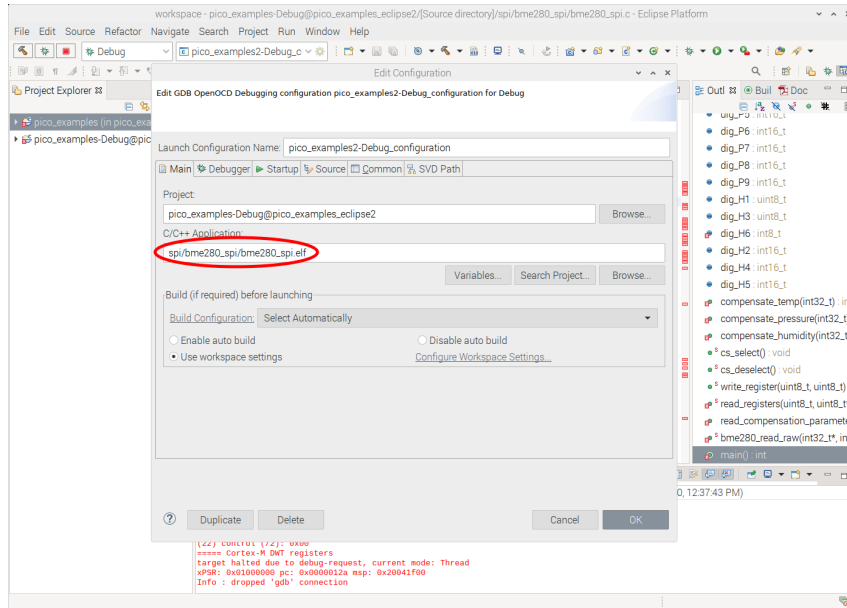 workspace - pico_examples-Debug@pico_examples_eclipse2/[Source directory]/spi/bme280_spi/bme280_spi.c - Eclipse Platform
File Edit Source Refactor Navigate Search Project Run Window Help
Debug
pico_examples2-Debug_c
Edit Configuration
Project Explorer
Outl
Buil
Doc
pico_examples (in pico_exa
pico_examples-Debug@pic
Edit GDB OpenOCD Debugging configuration pico_examples2-Debug_configuration for Debug
Launch Configuration Name: pico_examples2-Debug_configuration
Main Debugger Startup Source Common SVD Path
Project:
pico_examples-Debug@pico_examples_eclipse2
Browse...
C/C++ Application:
spi/bme280_spi/bme280_spi.elf
Variables... Search Project... Browse...
Build (if required) before launching
Build Configuration: Select Automatically
Enable auto build
Disable auto build
Use workspace settings
Configure Workspace Settings...
Duplicate
Delete
Cancel
OK
dig_P5 : int16_t
dig_P6 : int16_t
dig_P7 : int16_t
dig_P8 : int16_t
dig_P9 : int16_t
dig_H1 : uint8_t
dig_H3 : uint8_t
dig_H6 : int8_t
dig_H2 : int16_t
dig_H4 : int16_t
dig_H5 : int16_t
compensate_temp(int32_t) : in
compensate_pressure(int32_t
compensate_humidity(int32_t
cs_select() : void
cs_deselect() : void
write_register(uint8_t, uint8_t)
read_registers(uint8_t, uint8_t*
read_compensation_paramete
bme280_read_raw(int32_t*, in
main() : int
0, 12:37:43 PM)
(22) control (/2): 0x00
===== Cortex-M DWT registers
target halted due to debug-request, current mode: Thread
xPSR: 0x01000000 pc: 0x0000012a msp: 0x20041f00
Info : dropped 'gdb' connection